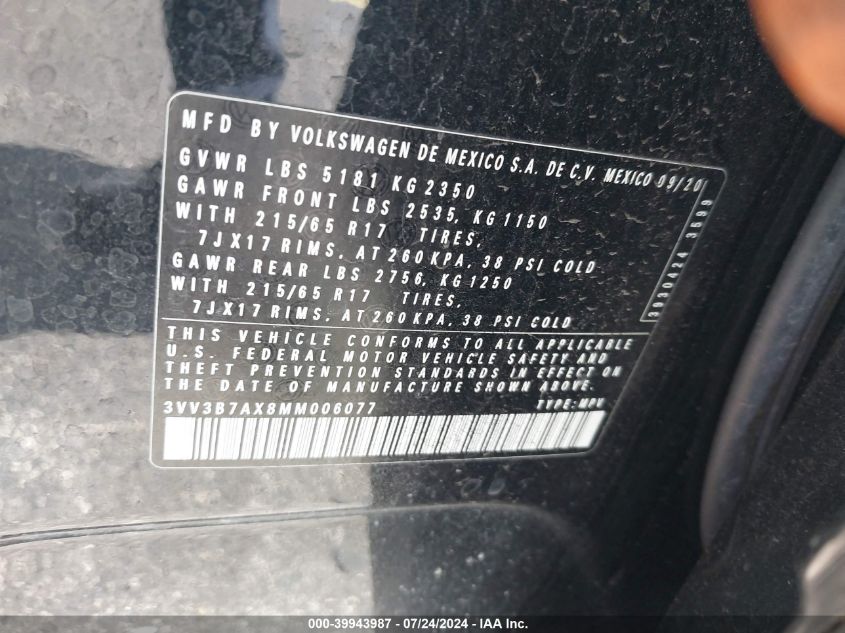 MFD BY VOLKSWAGEN DE MEXICO S.A. DE C.V. MEXICO 09/20
GVWR LBS 5181 KG 2350
GAWR FRONT LBS 2535, KG 1150
WITH 215/65 R17 TIRES,
7JX17 RIMS, AT 260 KPA, 38 PSI COLD
GAWR REAR LBS 2756, KG 1250
WITH 215/65 R17 TIRES,
7JX17 RIMS, AT 260 KPA, 38 PSI COLD
3930424 3599
THIS VEHICLE CONFORMS TO ALL APPLICABLE
U.S. FEDERAL MOTOR VEHICLE SAFETY AND
THEFT PREVENTION STANDARDS IN EFFECT ON
THE DATE OF MANUFACTURE SHOWN ABOVE.
3VV3B7AX8MM006077 TYPE: MPV
000-39943987 - 07/24/2024 - IAA Inc.